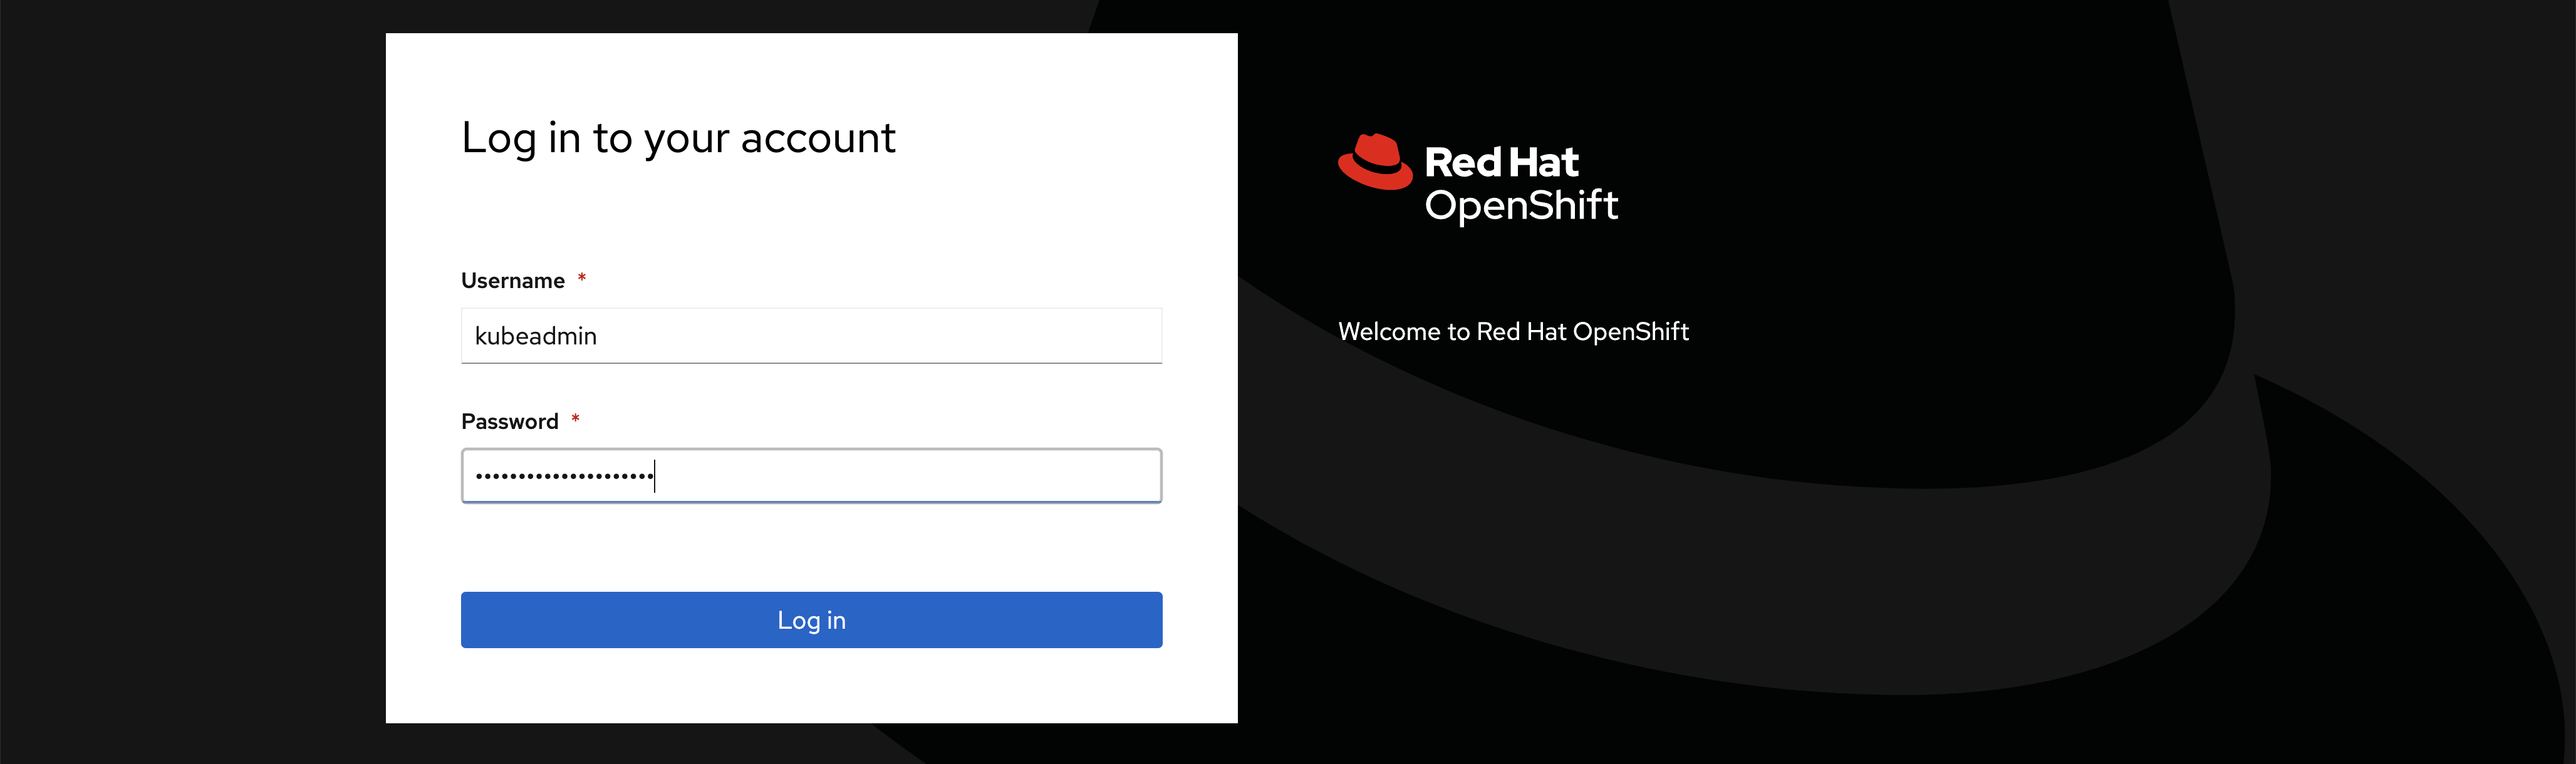 Log in to your account
Username *
kubeadmin
Password *
•••••••••••••••••••••
Log in
Red Hat
OpenShift
Welcome to Red Hat OpenShift